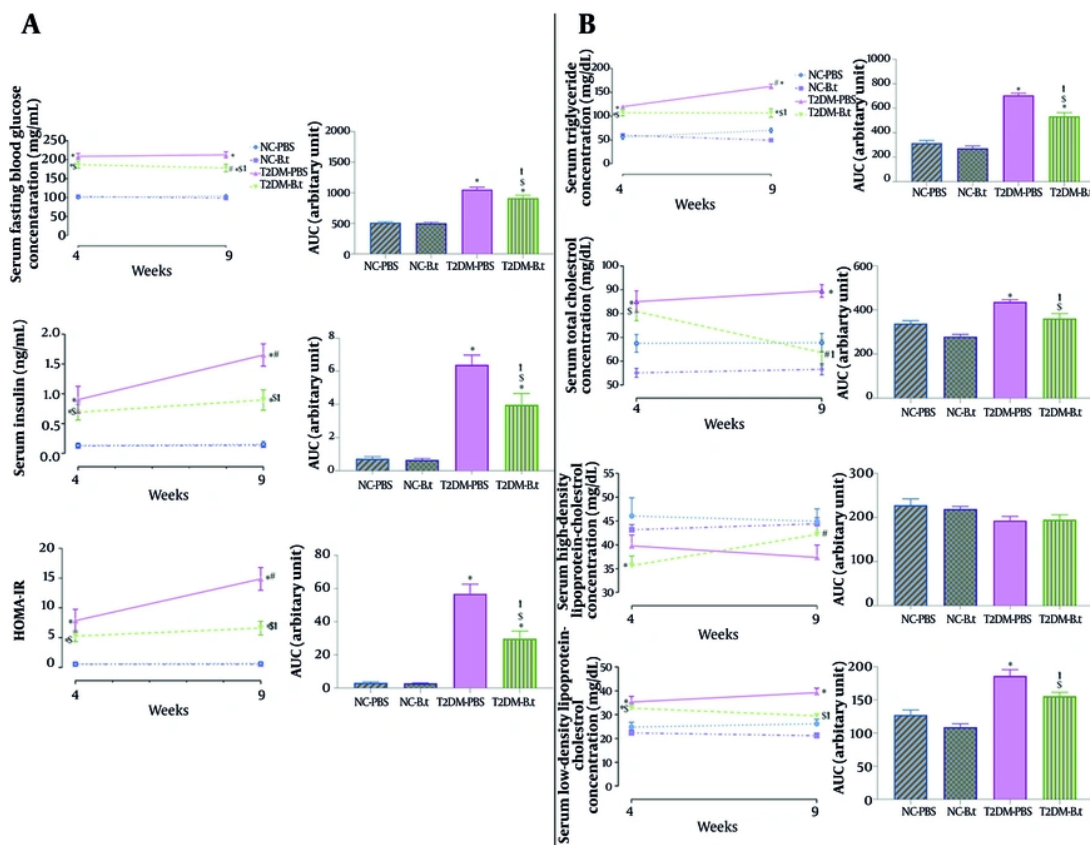 A
Serum fasting blood glucose
concentaration (mg/mL)
250
200
150
100
50
0
4
9
Weeks
NC-PBS
NC-B.t
T2DM-PBS
T2DM-B.t
* *
*$ # *$I
AUC (arbitary unit)
2000
1500
1000
500
0
* I $ *
NC-PBS NC-B.t T2DM-PBS T2DM-B.t
Serum insulin (ng/mL)
2.0
1.5
1.0
0.5
0.0
4
9
Weeks
* *#
*$ *$I
AUC (arbitary unit)
8
6
4
2
0
* I $ *
NC-PBS NC-B.t T2DM-PBS T2DM-B.t
HOMA-IR
20
15
10
5
0
4
9
Weeks
* *#
*$
AUC (arbitary unit)
80
60
40
20
0
* I $ *
NC-PBS NC-B.t T2DM-PBS T2DM-B.t
B
Serum triglyceride
concentration (mg/dL)
200
150
100
50
0
4
9
Weeks
NC-PBS
NC-B.t
T2DM-PBS
T2DM-B.t
* # *
*$ *$I
AUC (arbitary unit)
1000
800
600
400
200
0
* I $ *
NC-PBS NC-B.t T2DM-PBS T2DM-B.t
Serum total cholestrol
concentration (mg/dL)
100
90
80
70
60
50
4
9
Weeks
* *
$ #I
AUC (arbiarty unit)
600
400
200
0
* I $
NC-PBS NC-B.t T2DM-PBS T2DM-B.t
Serum high-density
lipoprotein-cholestrol
concentration (mg/dL)
55
50
45
40
35
30
4
9
Weeks
* #
AUC (arbitary unit)
300
200
100
0
NC-PBS NC-B.t T2DM-PBS T2DM-B.t
Serum low-density lipoprotein-
cholestrol
concentration (mg/dL)
50
40
30
20
10
0
4
9
Weeks
* *
*$ $I
AUC (arbitary unit)
200
150
100
50
0
* I $
NC-PBS NC-B.t T2DM-PBS T2DM-B.t